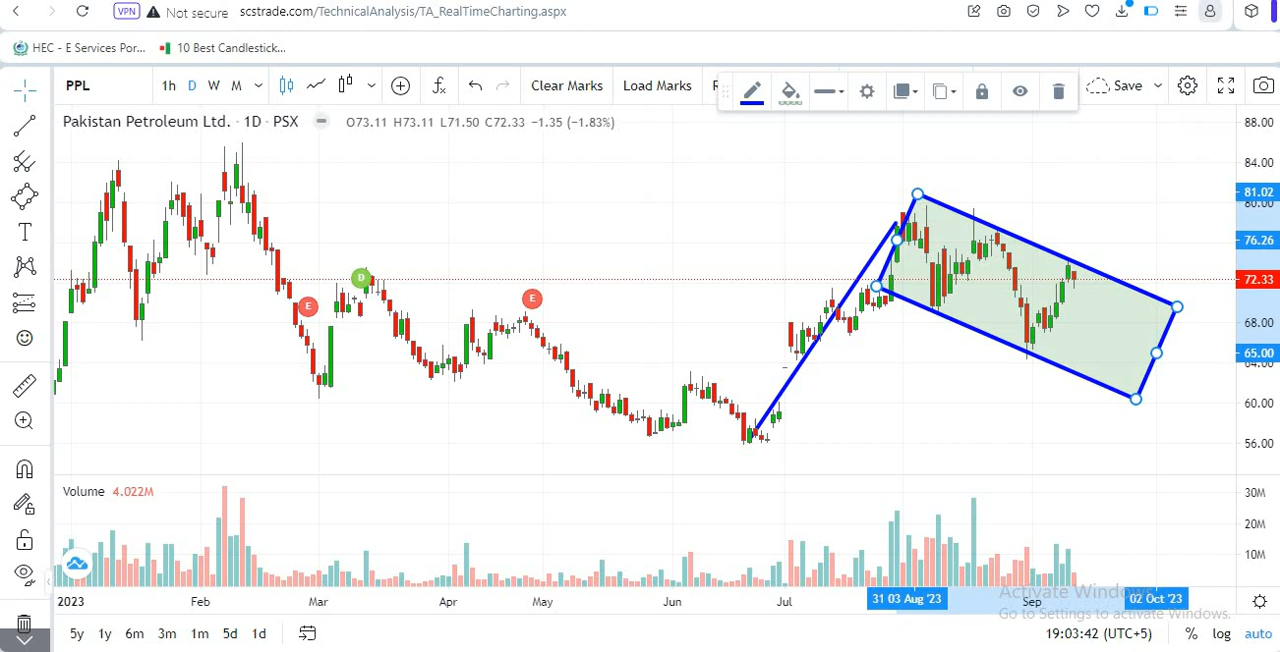 VPN Not secure scstrade.com/TechnicalAnalysis/TA_RealTimeCharting.aspx
HEC - E Services Por... 10 Best Candlestick...
PPL 1h D W M Clear Marks Load Marks Save
Pakistan Petroleum Ltd. · 1D · PSX O73.11 H73.11 L71.50 C72.33 −1.35 (−1.83%)
88.00
84.00
81.02
80.00
76.26
72.33
68.00
65.00
64.00
60.00
56.00
D
E
E
T
Volume 4.022M
30M
20M
10M
2023 Feb Mar Apr May Jun Jul 31 03 Aug '23 Sep 02 Oct '23
Activate Windows
Go to Settings to activate Windows.
5y 1y 6m 3m 1m 5d 1d 19:03:42 (UTC+5) % log auto